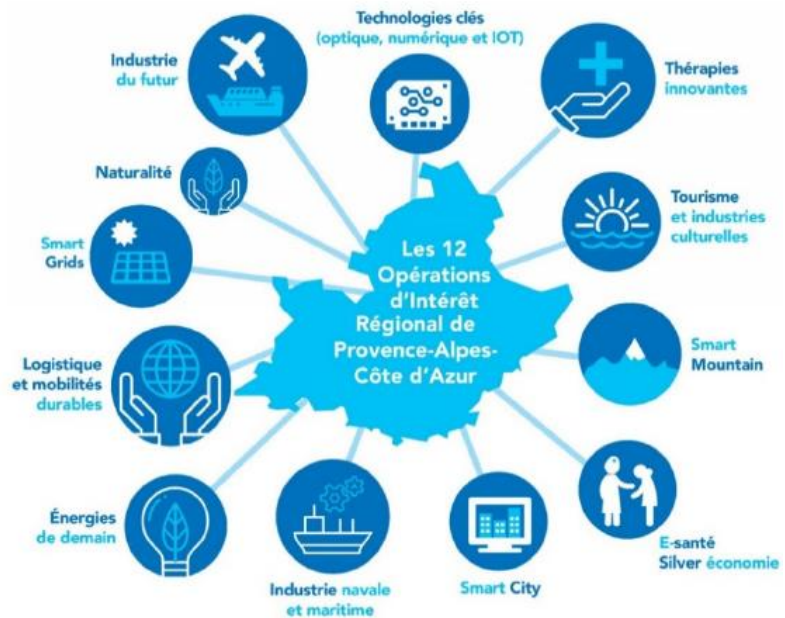 Technologies clés
(optique, numérique et IOT)
Industrie
du futur
Thérapies
innovantes
Naturalité
Tourisme
et industries
culturelles
Smart
Grids
Les 12
Opérations
d'Intérêt
Régional de
Provence-Alpes-
Côte d'Azur
Smart
Mountain
Logistique
et mobilités
durables
Énergies
de demain
E-santé
Silver économie
Industrie navale
et maritime
Smart City